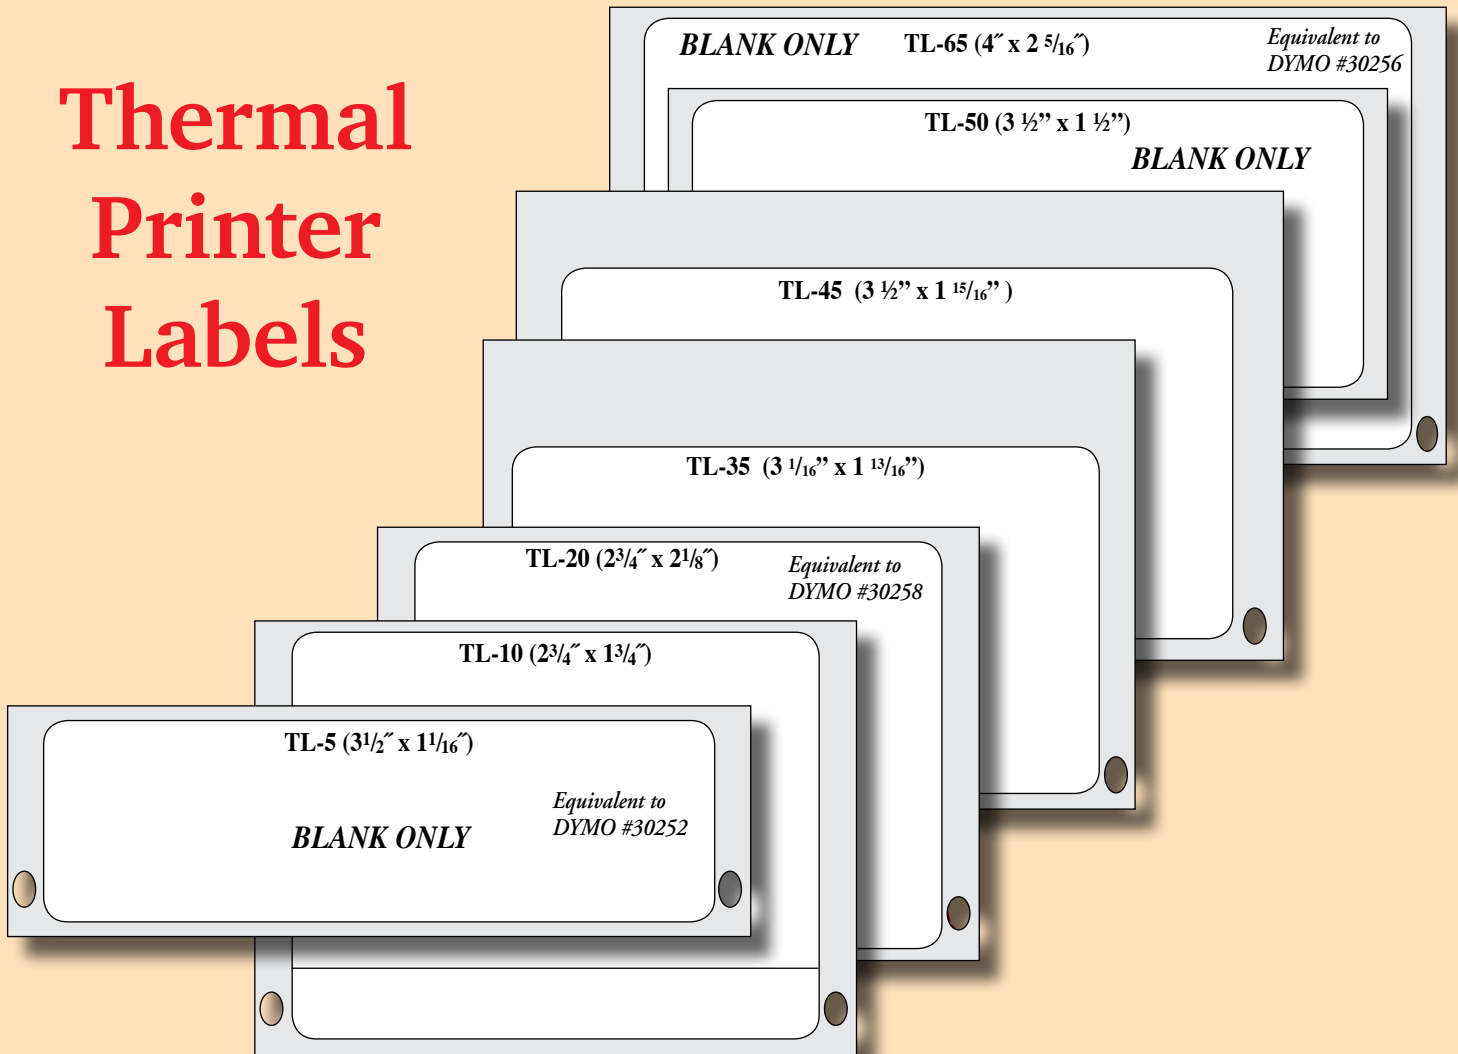 Thermal
Printer
Labels
BLANK ONLY TL-65 (4˝ x 2 5/16˝) Equivalent to
DYMO #30256
TL-50 (3 ½” x 1 ½”)
BLANK ONLY
TL-45 (3 ½” x 1 15/16” )
TL-35 (3 1/16” x 1 13/16”)
TL-20 (23/4˝ x 21/8˝) Equivalent to
DYMO #30258
TL-10 (23/4˝ x 13/4˝)
TL-5 (31/2˝ x 11/16˝)
Equivalent to
DYMO #30252
BLANK ONLY